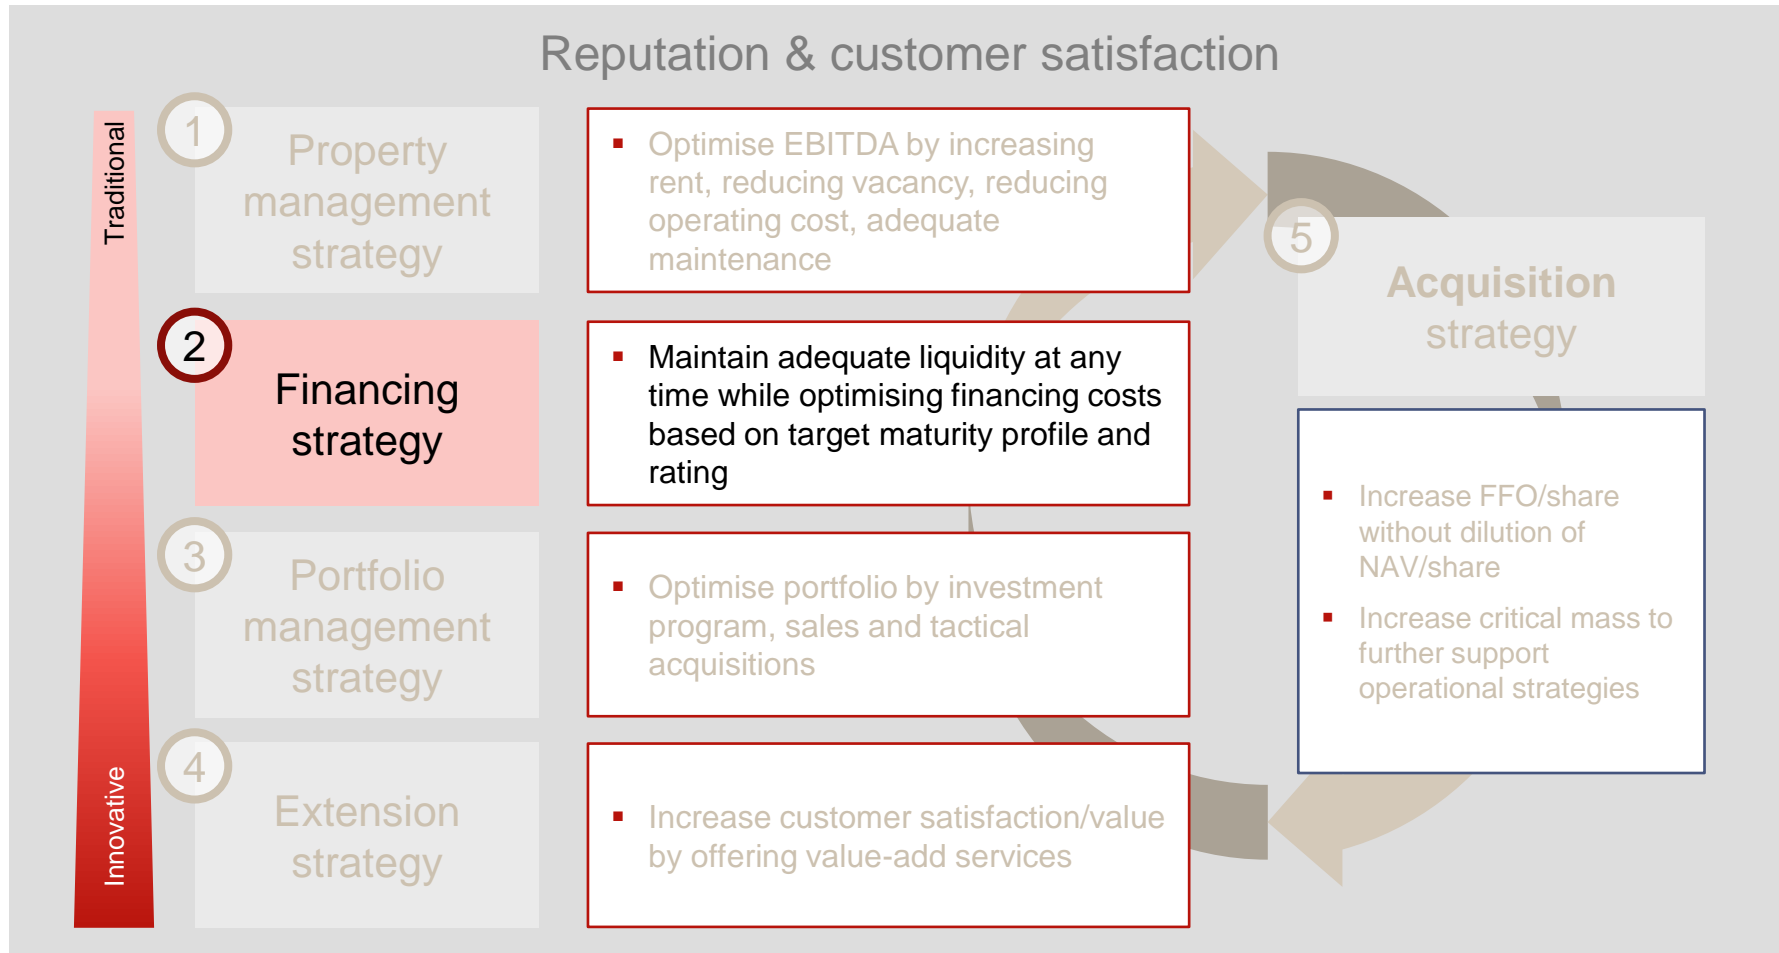 Reputation & customer satisfaction
Traditional
Innovative
1
Property
management
strategy
▪ Optimise EBITDA by increasing
rent, reducing vacancy, reducing
operating cost, adequate
maintenance
2
Financing
strategy
▪ Maintain adequate liquidity at any
time while optimising financing costs
based on target maturity profile and
rating
3
Portfolio
management
strategy
▪ Optimise portfolio by investment
program, sales and tactical
acquisitions
4
Extension
strategy
▪ Increase customer satisfaction/value
by offering value-add services
5
Acquisition
strategy
▪ Increase FFO/share
without dilution of
NAV/share
▪ Increase critical mass to
further support
operational strategies